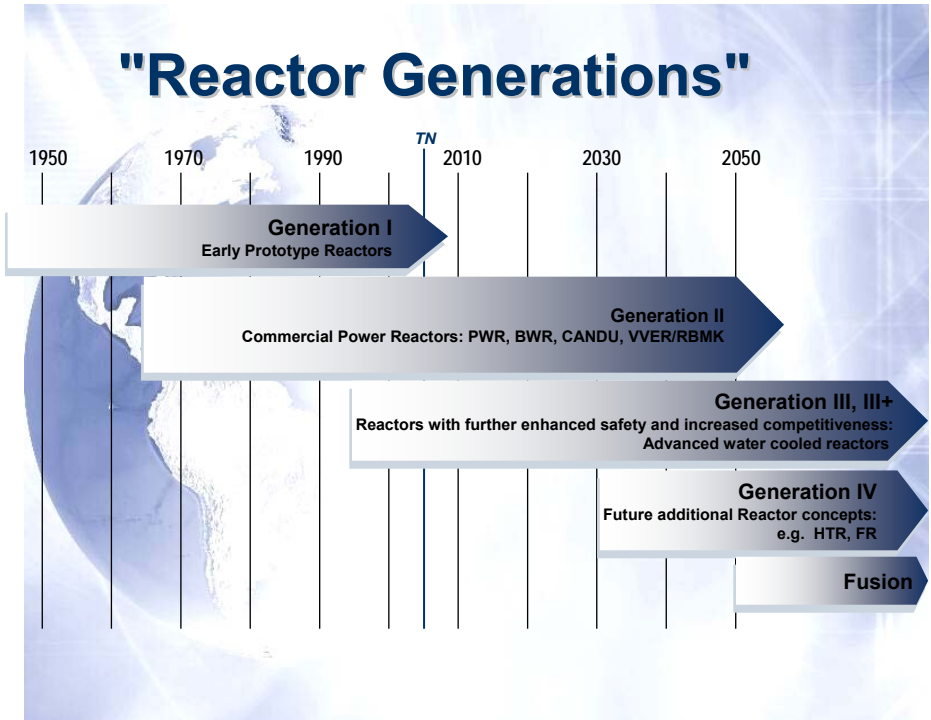 "Reactor Generations"
TN
1950 1970 1990 2010 2030 2050
Generation I
Early Prototype Reactors
Generation II
Commercial Power Reactors: PWR, BWR, CANDU, VVER/RBMK
Generation III, III+
Reactors with further enhanced safety and increased competitiveness:
Advanced water cooled reactors
Generation IV
Future additional Reactor concepts:
e.g. HTR, FR
Fusion